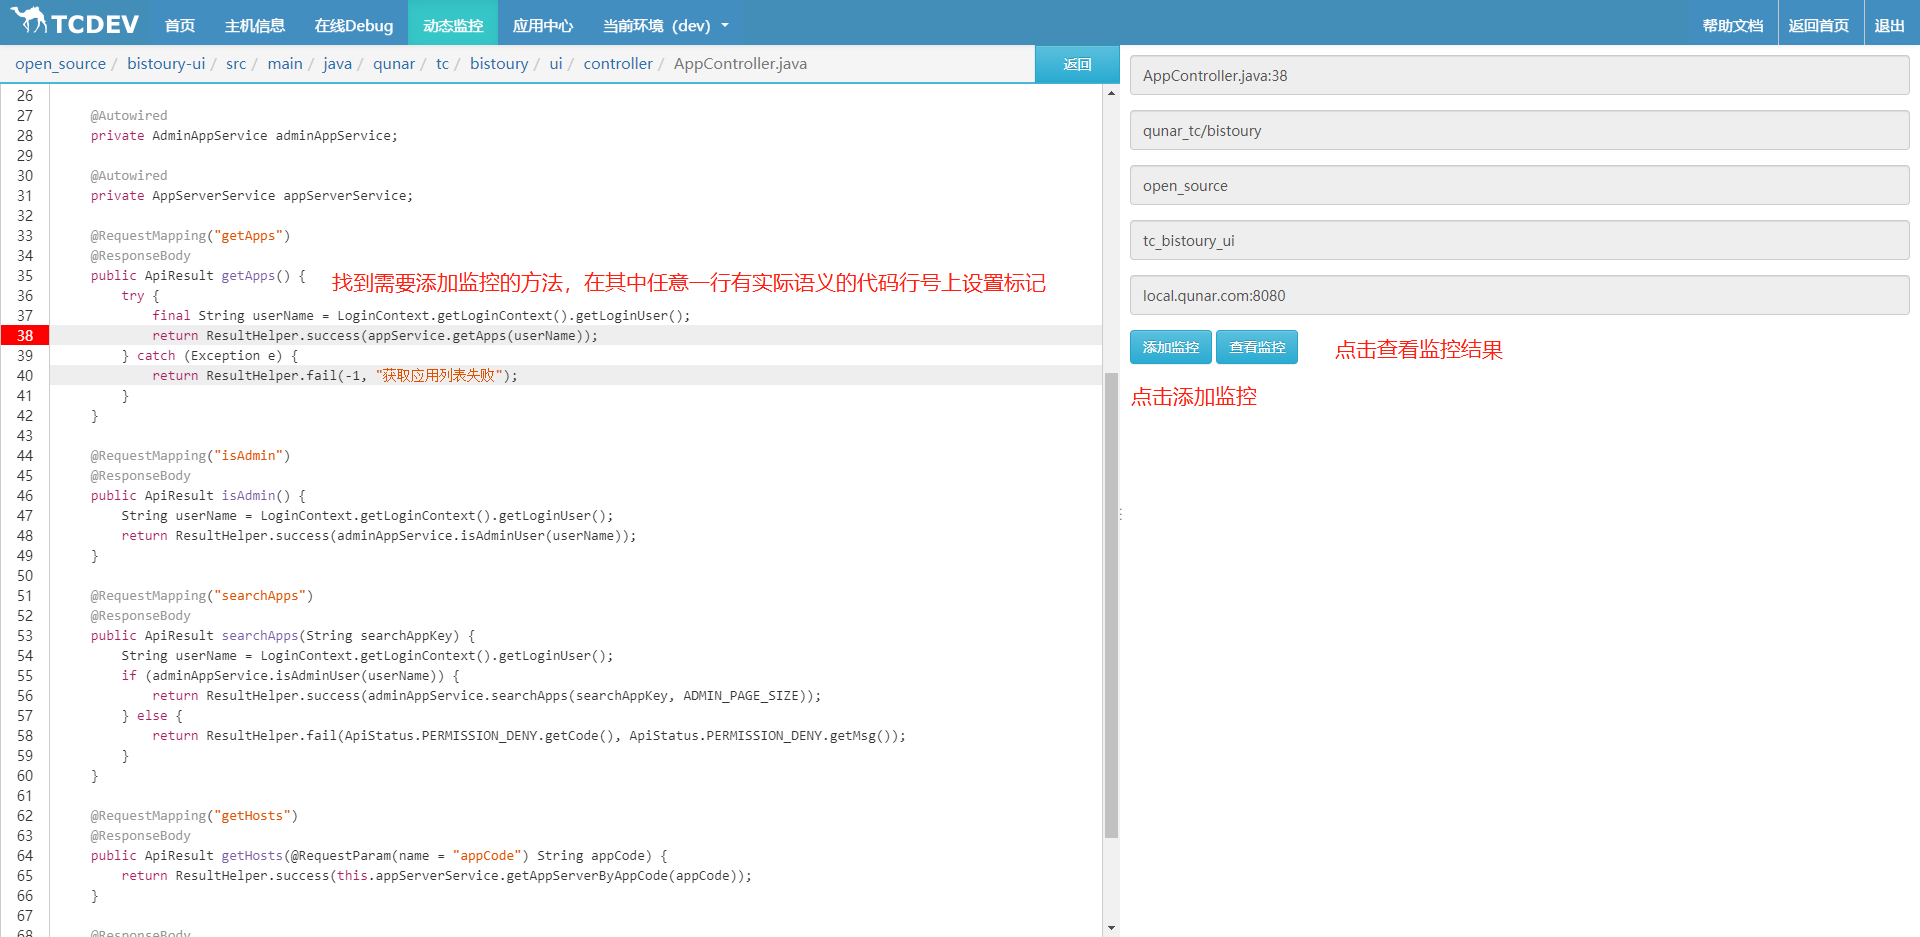 TCDEV 首页 主机信息 在线Debug 动态监控 应用中心 当前环境（dev） 帮助文档 返回首页 退出
open_source / bistoury-ui / src / main / java / qunar / tc / bistoury / ui / controller / AppController.java 返回
26
27 @Autowired
28 private AdminAppService adminAppService;
29
30 @Autowired
31 private AppServerService appServerService;
32
33 @RequestMapping("getApps")
34 @ResponseBody
35 public ApiResult getApps() {
找到需要添加监控的方法，在其中任意一行有实际语义的代码行号上设置标记
36 try {
37 final String userName = LoginContext.getLoginContext().getLoginUser();
38 return ResultHelper.success(appService.getApps(userName));
39 } catch (Exception e) {
40 return ResultHelper.fail(-1, "获取应用列表失败");
41 }
42 }
43
44 @RequestMapping("isAdmin")
45 @ResponseBody
46 public ApiResult isAdmin() {
47 String userName = LoginContext.getLoginContext().getLoginUser();
48 return ResultHelper.success(adminAppService.isAdminUser(userName));
49 }
50
51 @RequestMapping("searchApps")
52 @ResponseBody
53 public ApiResult searchApps(String searchAppKey) {
54 String userName = LoginContext.getLoginContext().getLoginUser();
55 if (adminAppService.isAdminUser(userName)) {
56 return ResultHelper.success(adminAppService.searchApps(searchAppKey, ADMIN_PAGE_SIZE));
57 } else {
58 return ResultHelper.fail(ApiStatus.PERMISSION_DENY.getCode(), ApiStatus.PERMISSION_DENY.getMsg());
59 }
60 }
61
62 @RequestMapping("getHosts")
63 @ResponseBody
64 public ApiResult getHosts(@RequestParam(name = "appCode") String appCode) {
65 return ResultHelper.success(this.appServerService.getAppServerByAppCode(appCode));
66 }
67
68 @ResponseBody
AppController.java:38
qunar_tc/bistoury
open_source
tc_bistoury_ui
local.qunar.com:8080
添加监控 查看监控 点击查看监控结果
点击添加监控